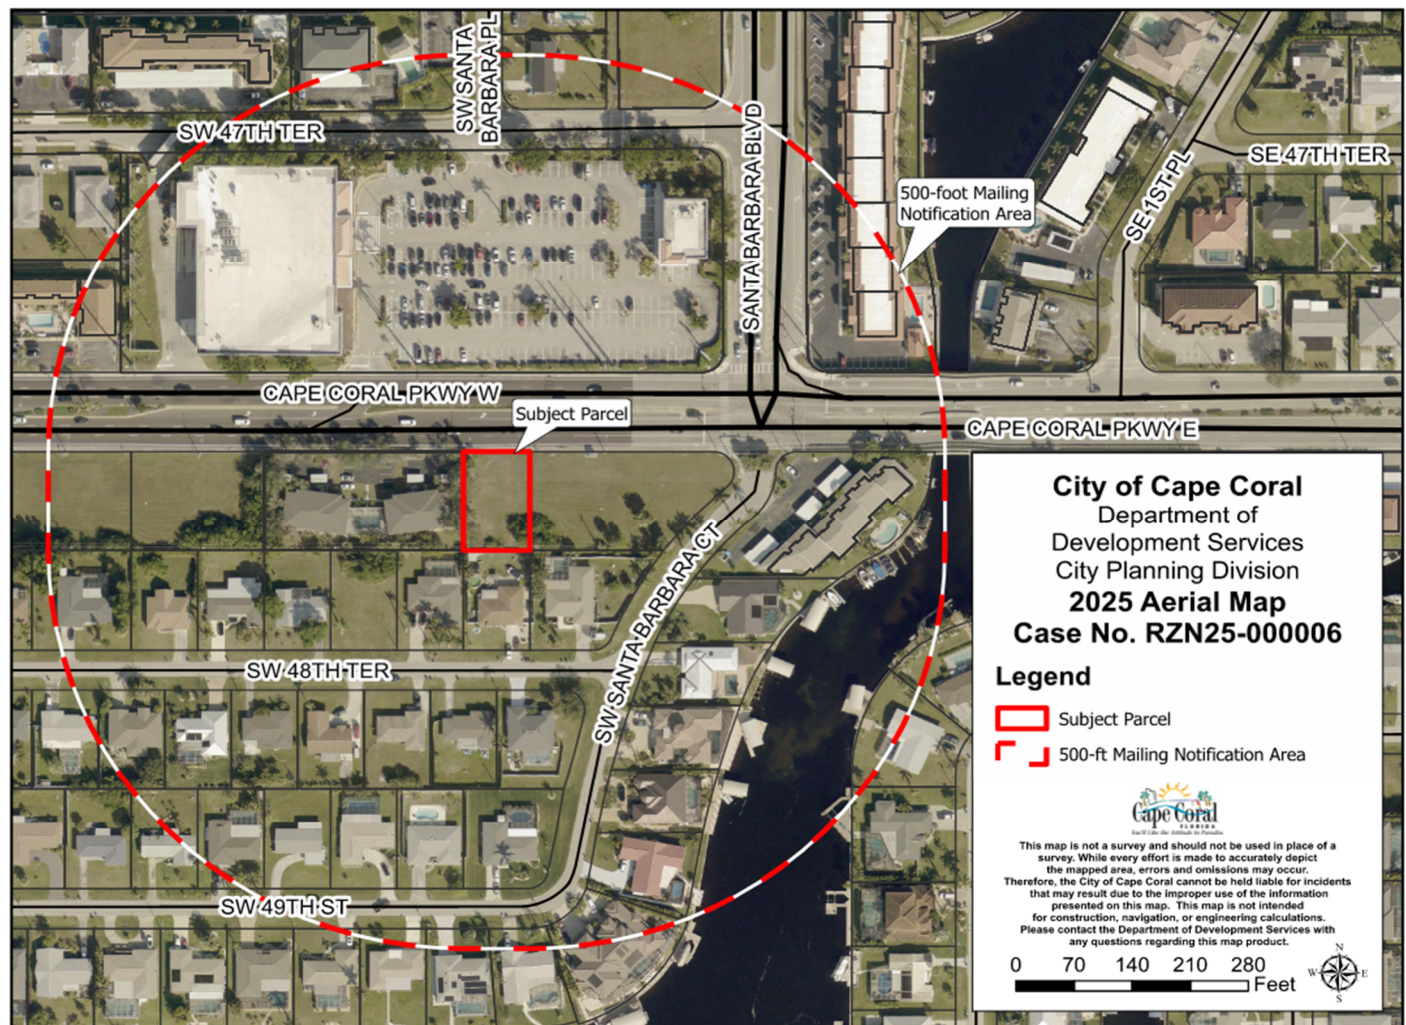 SW SANTA
BARBARA PL
SW 47TH TER
SANTA BARBARA BLVD
SE 47TH TER
SE 1ST PL
500-foot Mailing
Notification Area
CAPE CORAL PKWY W
Subject Parcel
CAPE CORAL PKWY E
SW SANTA BARBARA CT
SW 48TH TER
SW 49TH ST
City of Cape Coral
Department of
Development Services
City Planning Division
2025 Aerial Map
Case No. RZN25-000006
Legend
Subject Parcel
500-ft Mailing Notification Area
Cape Coral
FLORIDA
You'll Like the Attitude in Paradise
This map is not a survey and should not be used in place of a
survey. While every effort is made to accurately depict
the mapped area, errors and omissions may occur.
Therefore, the City of Cape Coral cannot be held liable for incidents
that may result due to the improper use of the information
presented on this map. This map is not intended
for construction, navigation, or engineering calculations.
Please contact the Department of Development Services with
any questions regarding this map product.
0 70 140 210 280
Feet
N
W E
S